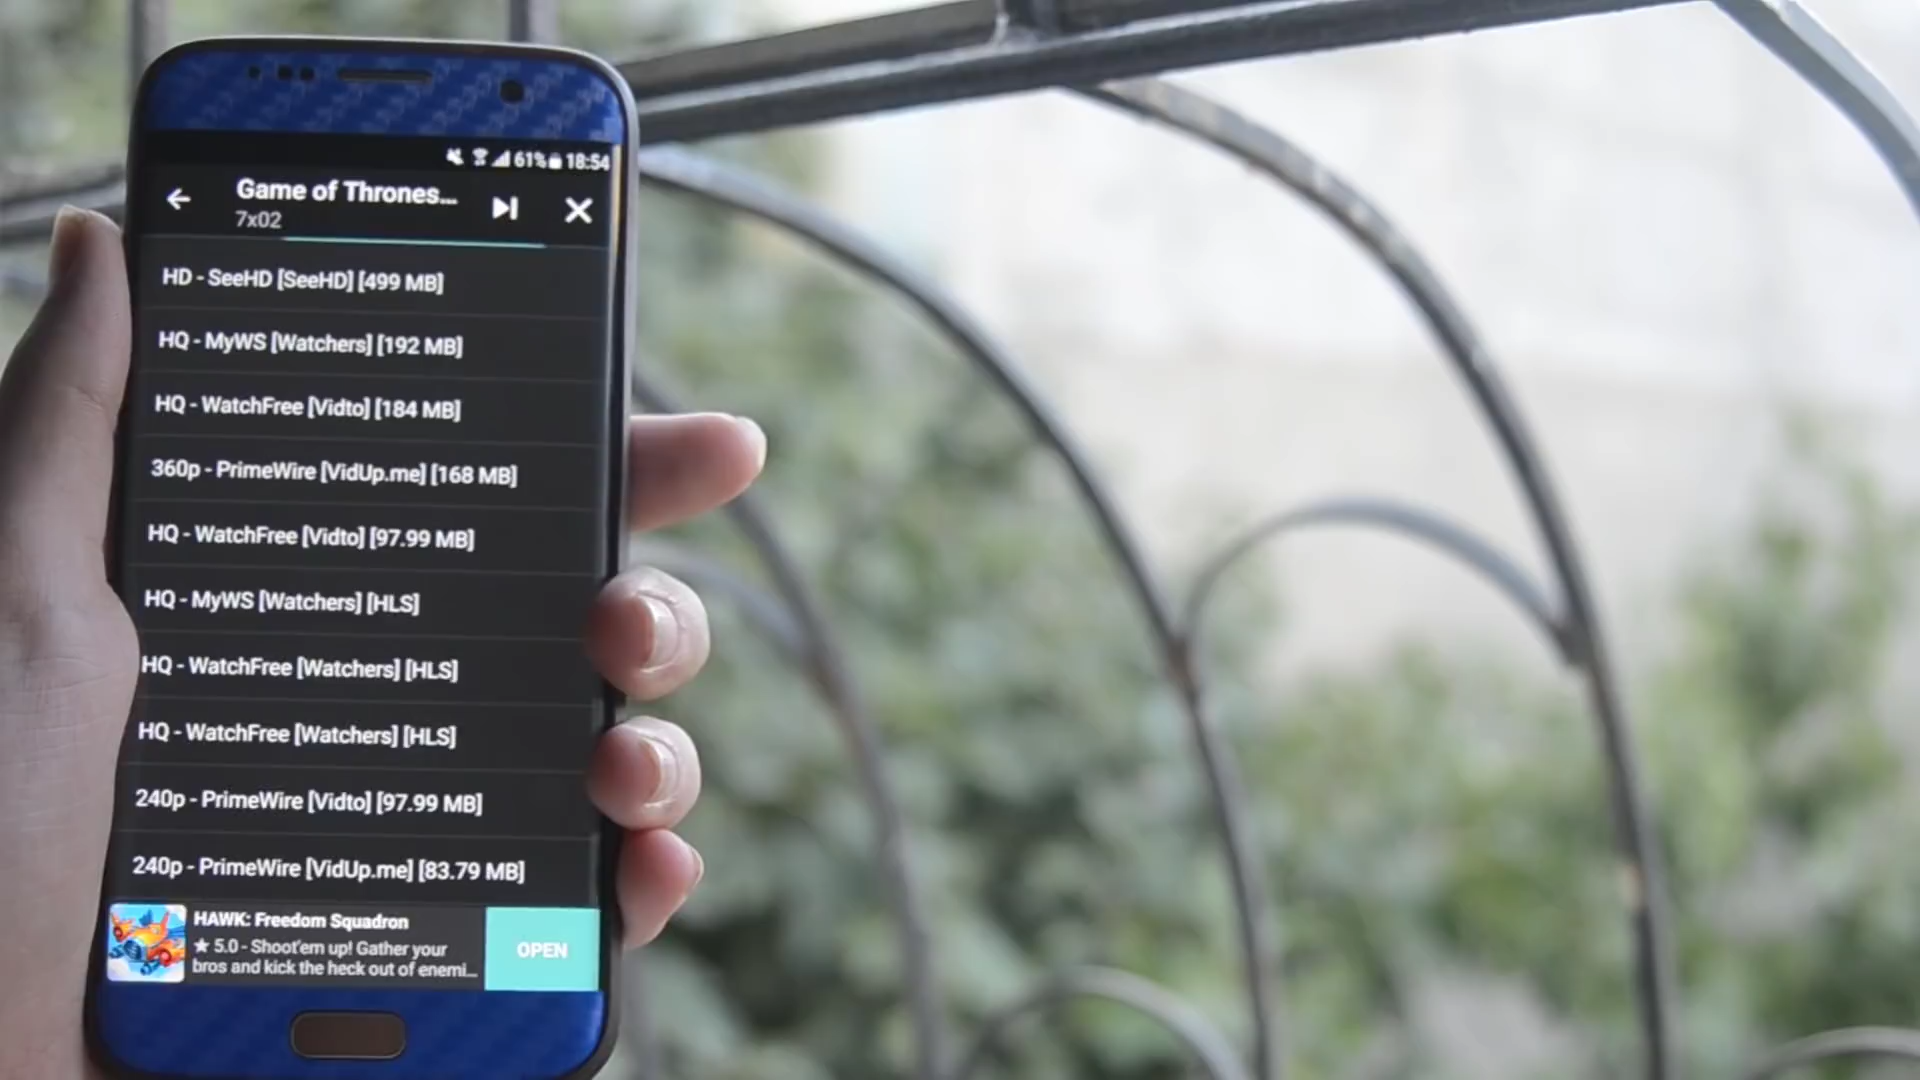 61% 18:54
Game of Thrones...
7x02
HD - SeeHD [SeeHD] [499 MB]
HQ - MyWS [Watchers] [192 MB]
HQ - WatchFree [Vidto] [184 MB]
360p - PrimeWire [VidUp.me] [168 MB]
HQ - WatchFree [Vidto] [97.99 MB]
HQ - MyWS [Watchers] [HLS]
HQ - WatchFree [Watchers] [HLS]
HQ - WatchFree [Watchers] [HLS]
240p - PrimeWire [Vidto] [97.99 MB]
240p - PrimeWire [VidUp.me] [83.79 MB]
HAWK: Freedom Squadron
★ 5.0 - Shoot'em up! Gather your
bros and kick the heck out of enemi...
OPEN